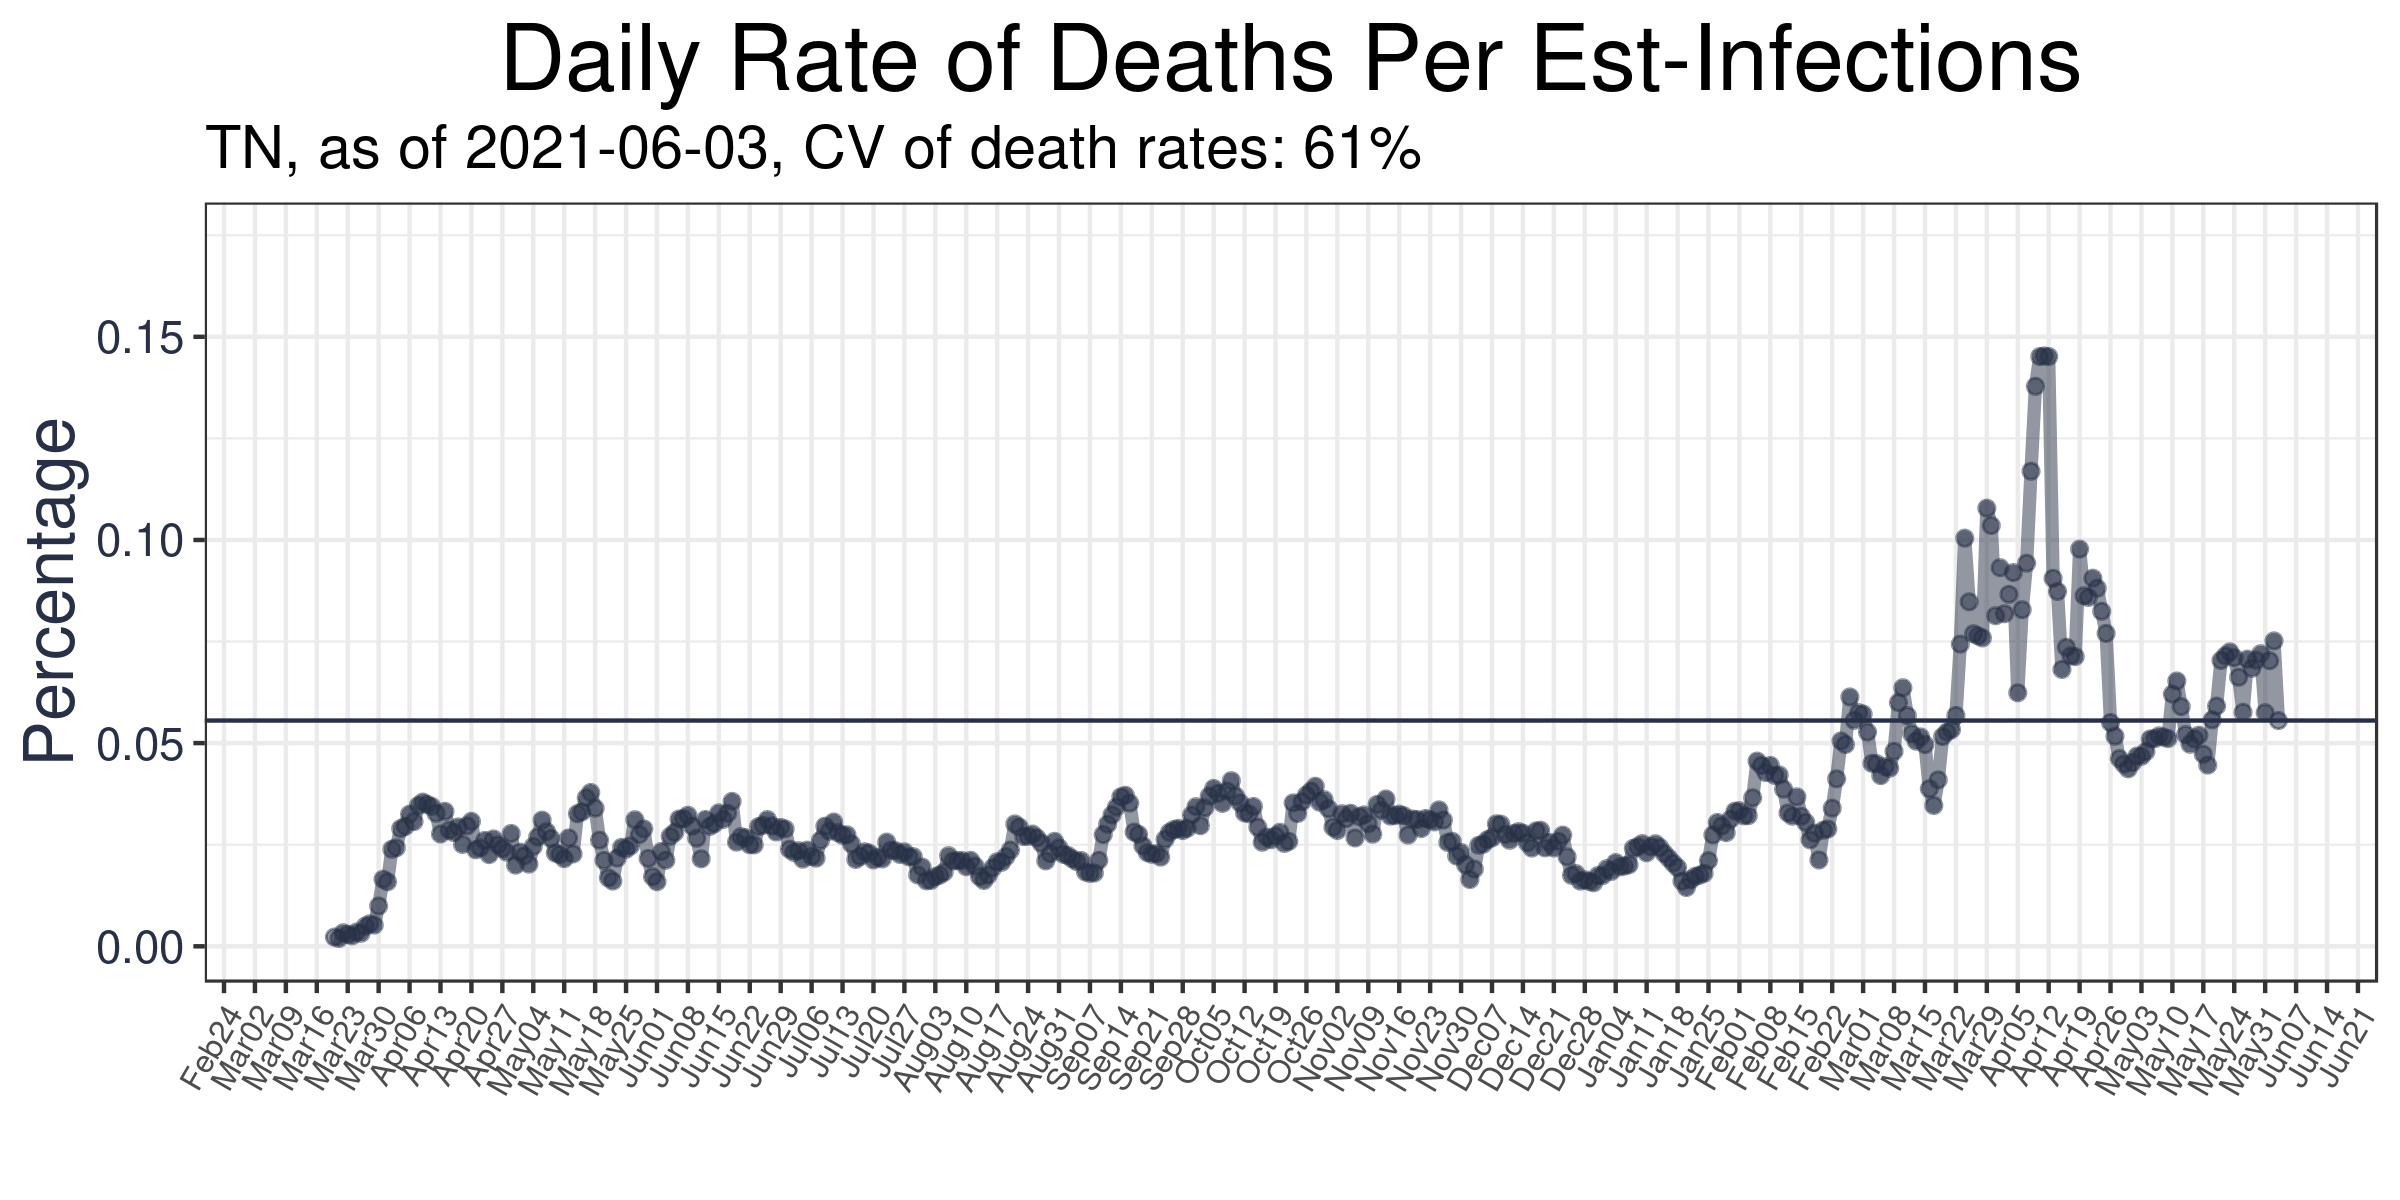 Daily Rate of Deaths Per Est-Infections
TN, as of 2021-06-03, CV of death rates: 61%
Percentage
0.15
0.10
0.05
0.00
Feb24
Mar02
Mar09
Mar16
Mar23
Mar30
Apr06
Apr13
Apr20
Apr27
May04
May11
May18
May25
Jun01
Jun08
Jun15
Jun22
Jun29
Jul06
Jul13
Jul20
Jul27
Aug03
Aug10
Aug17
Aug24
Aug31
Sep07
Sep14
Sep21
Sep28
Oct05
Oct12
Oct19
Oct26
Nov02
Nov09
Nov16
Nov23
Nov30
Dec07
Dec14
Dec21
Dec28
Jan04
Jan11
Jan18
Jan25
Feb01
Feb08
Feb15
Feb22
Mar01
Mar08
Mar15
Mar22
Mar29
Apr05
Apr12
Apr19
Apr26
May03
May10
May17
May24
May31
Jun07
Jun14
Jun21